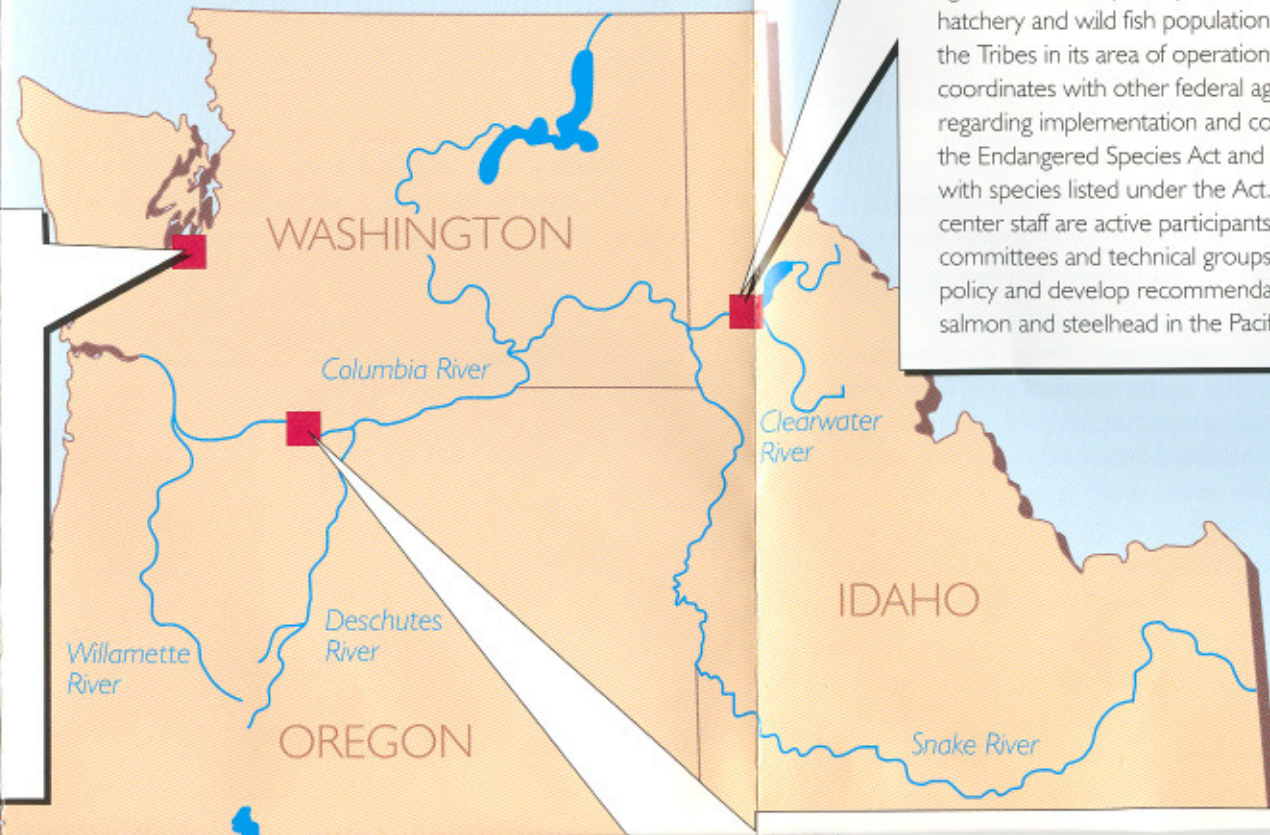 hatchery and wild fish population
the Tribes in its area of operation
coordinates with other federal ag
regarding implementation and co
the Endangered Species Act and
with species listed under the Act.
center staff are active participants
committees and technical groups
policy and develop recommenda
salmon and steelhead in the Pacif
WASHINGTON
Columbia River
Clearwater
River
IDAHO
Deschutes
River
Willamette
River
OREGON
Snake River